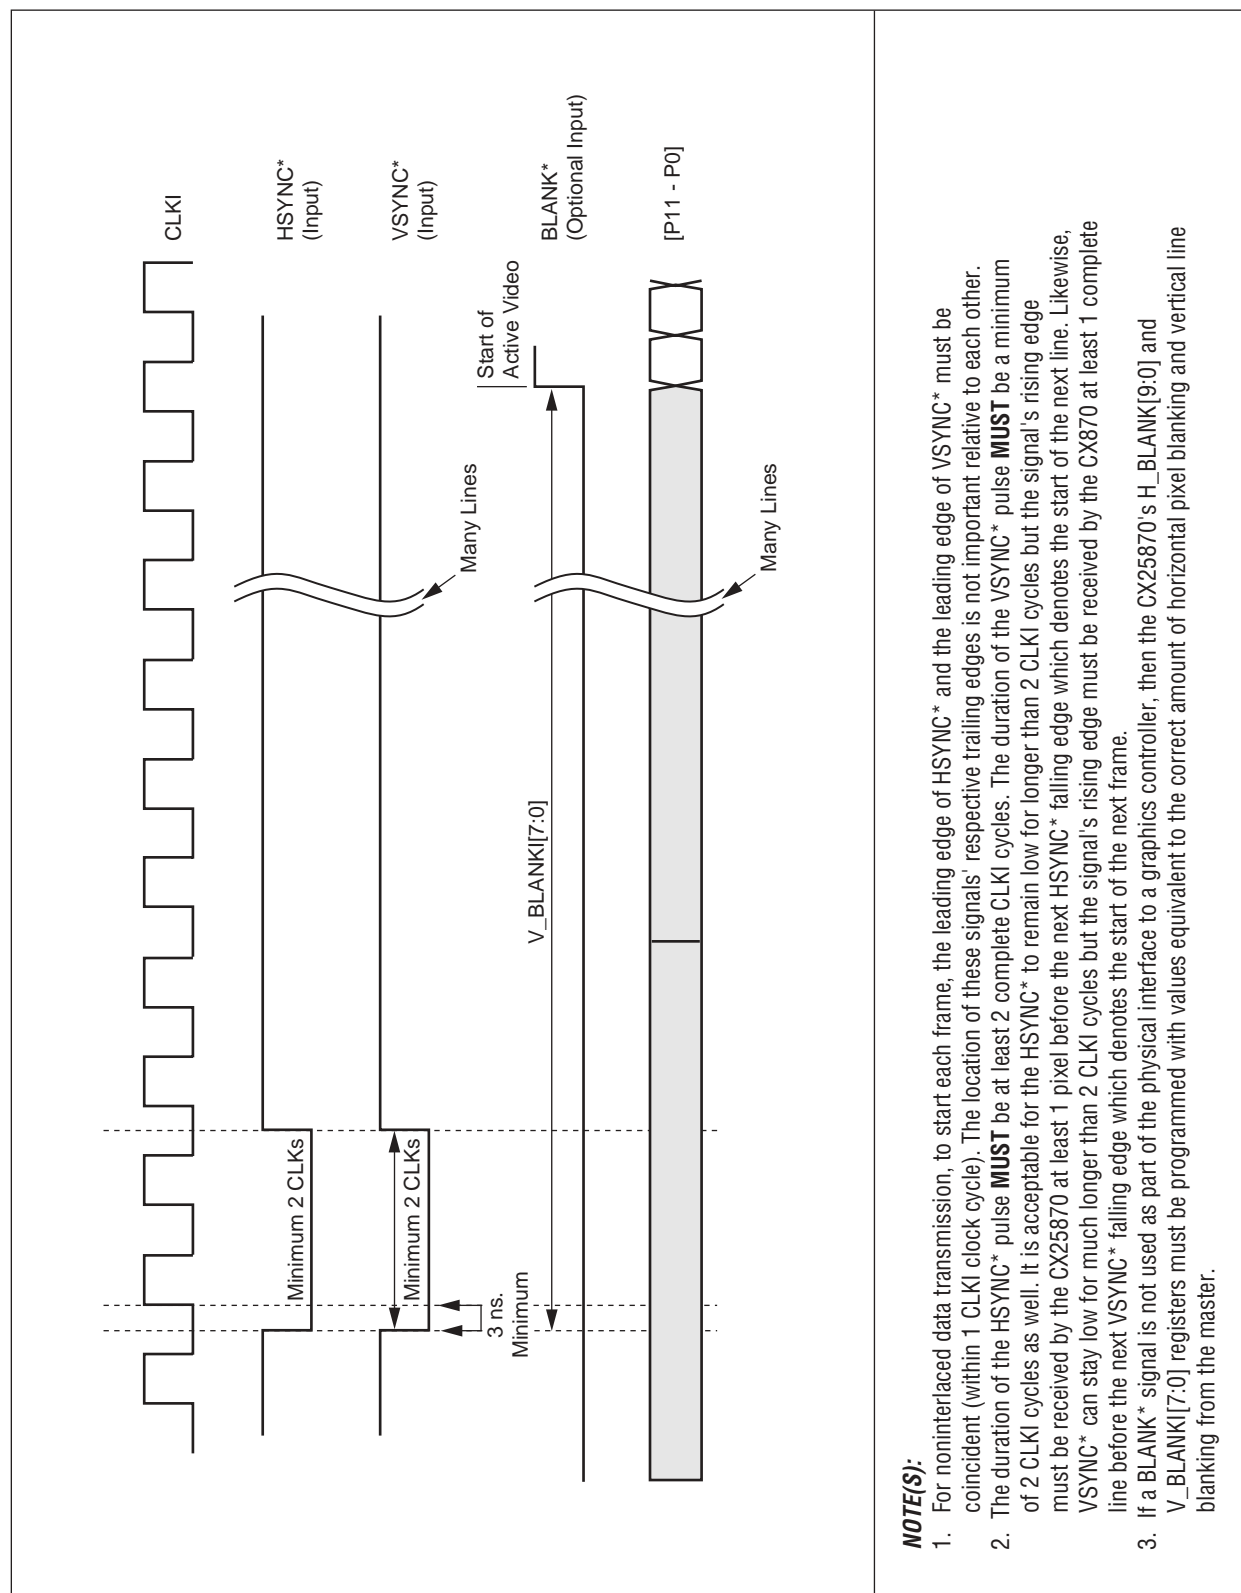 CLKI
HSYNC*
(Input)
VSYNC*
(Input)
BLANK*
(Optional Input)
[P11 - P0]
Start of
Active Video
Many Lines
Many Lines
V_BLANKI[7:0]
Minimum 2 CLKs
Minimum 2 CLKs
3 ns.
Minimum
NOTE(S):
1. For noninterlaced data transmission, to start each frame, the leading edge of HSYNC* and the leading edge of VSYNC* must be
coincident (within 1 CLKI clock cycle). The location of these signals' respective trailing edges is not important relative to each other.
2. The duration of the HSYNC* pulse MUST be at least 2 complete CLKI cycles. The duration of the VSYNC* pulse MUST be a minimum
of 2 CLKI cycles as well. It is acceptable for the HSYNC* to remain low for longer than 2 CLKI cycles but the signal's rising edge
must be received by the CX25870 at least 1 pixel before the next HSYNC* falling edge which denotes the start of the next line. Likewise,
VSYNC* can stay low for much longer than 2 CLKI cycles but the signal's rising edge must be received by the CX870 at least 1 complete
line before the next VSYNC* falling edge which denotes the start of the next frame.
3. If a BLANK* signal is not used as part of the physical interface to a graphics controller, then the CX25870's H_BLANK[9:0] and
V_BLANKI[7:0] registers must be programmed with values equivalent to the correct amount of horizontal pixel blanking and vertical line
blanking from the master.